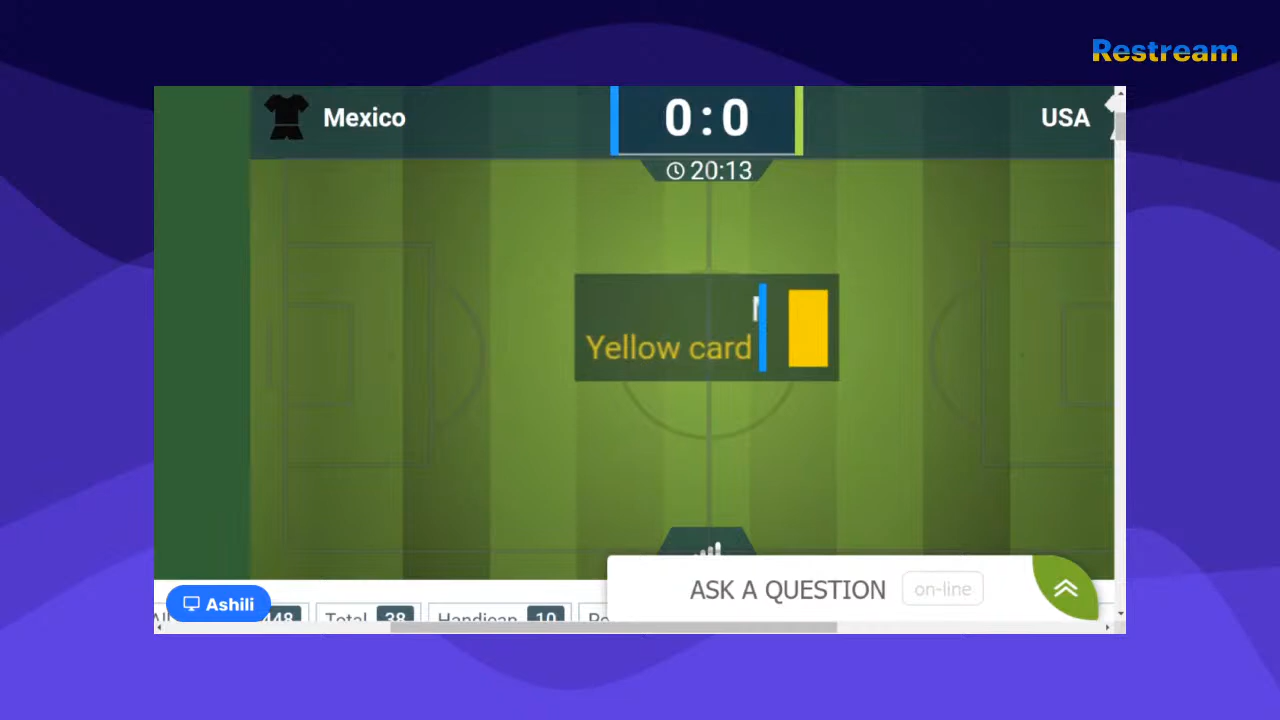 Restream
Mexico
0:0
USA
20:13
Yellow card
ASK A QUESTION
on-line
Ashili
Total 38
Handicap 10